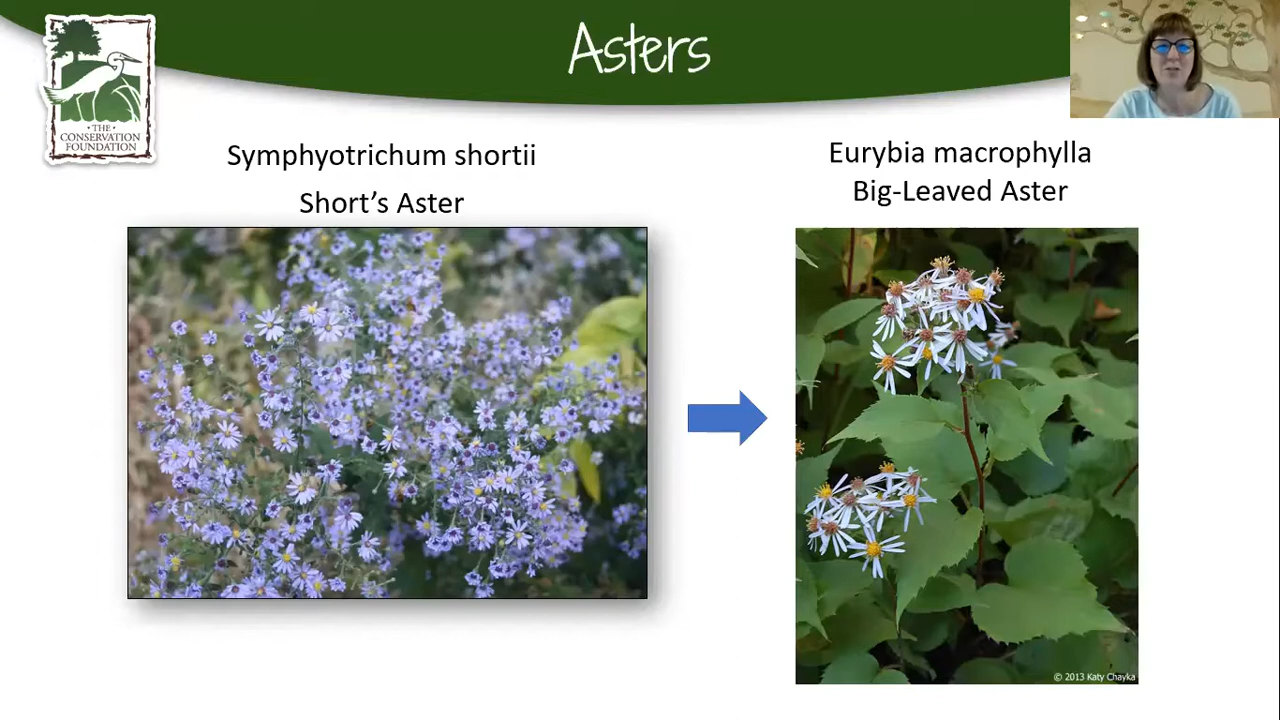 Asters
· THE ·
CONSERVATION
FOUNDATION
Symphyotrichum shortii
Short’s Aster
Eurybia macrophylla
Big-Leaved Aster
© 2013 Katy Chayka